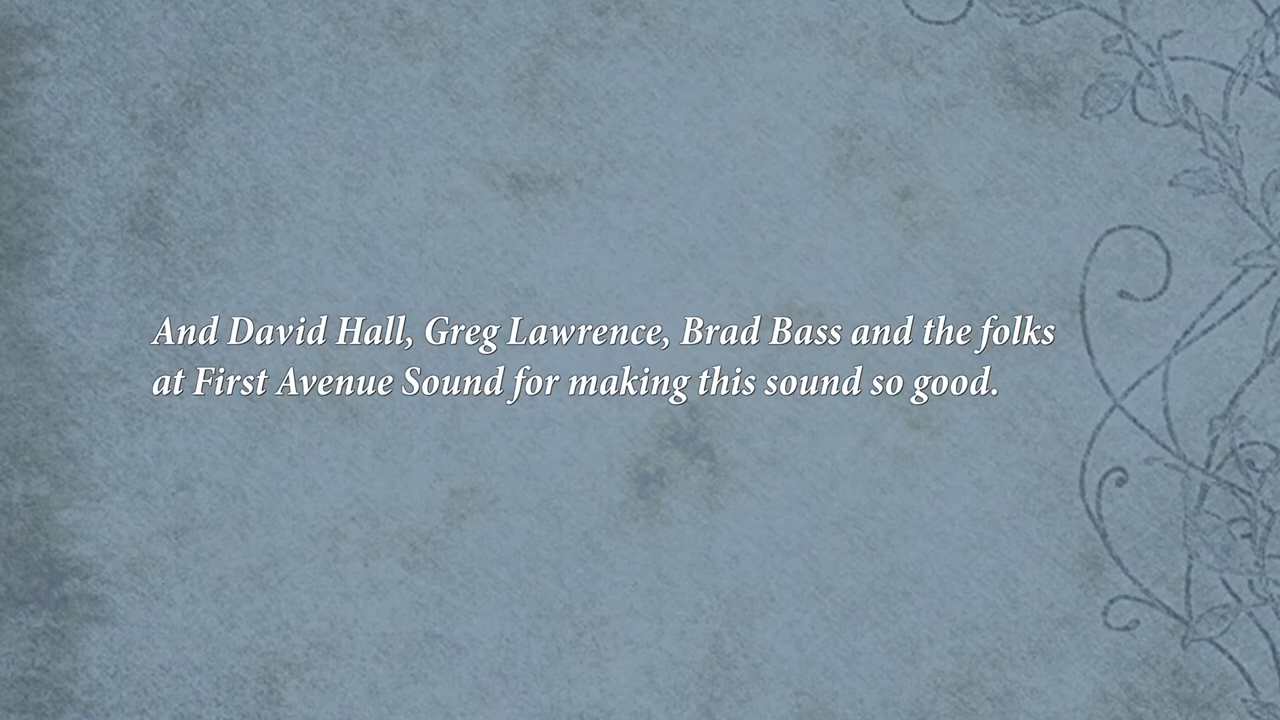 And David Hall, Greg Lawrence, Brad Bass and the folks
at First Avenue Sound for making this sound so good.